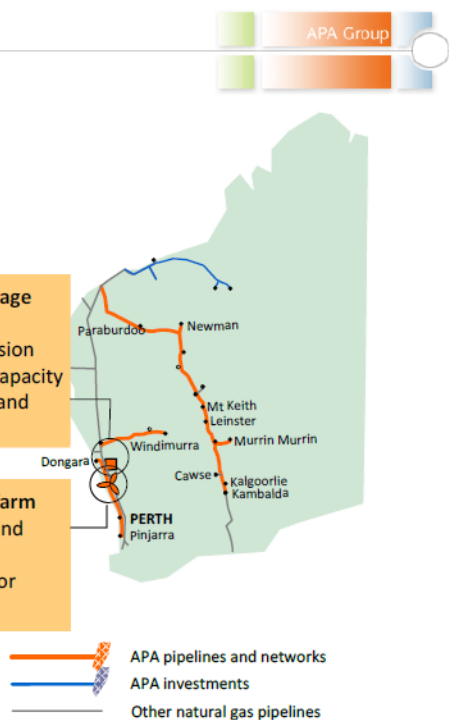 APA Group
age
sion
apacity
and
Paraburdoo
Newman
Mt Keith
Leinster
Murrin Murrin
Windimurra
Dongara
Cawse
Kalgoorlie
Kambalda
arm
nd
or
PERTH
Pinjarra
APA pipelines and networks
APA investments
Other natural gas pipelines